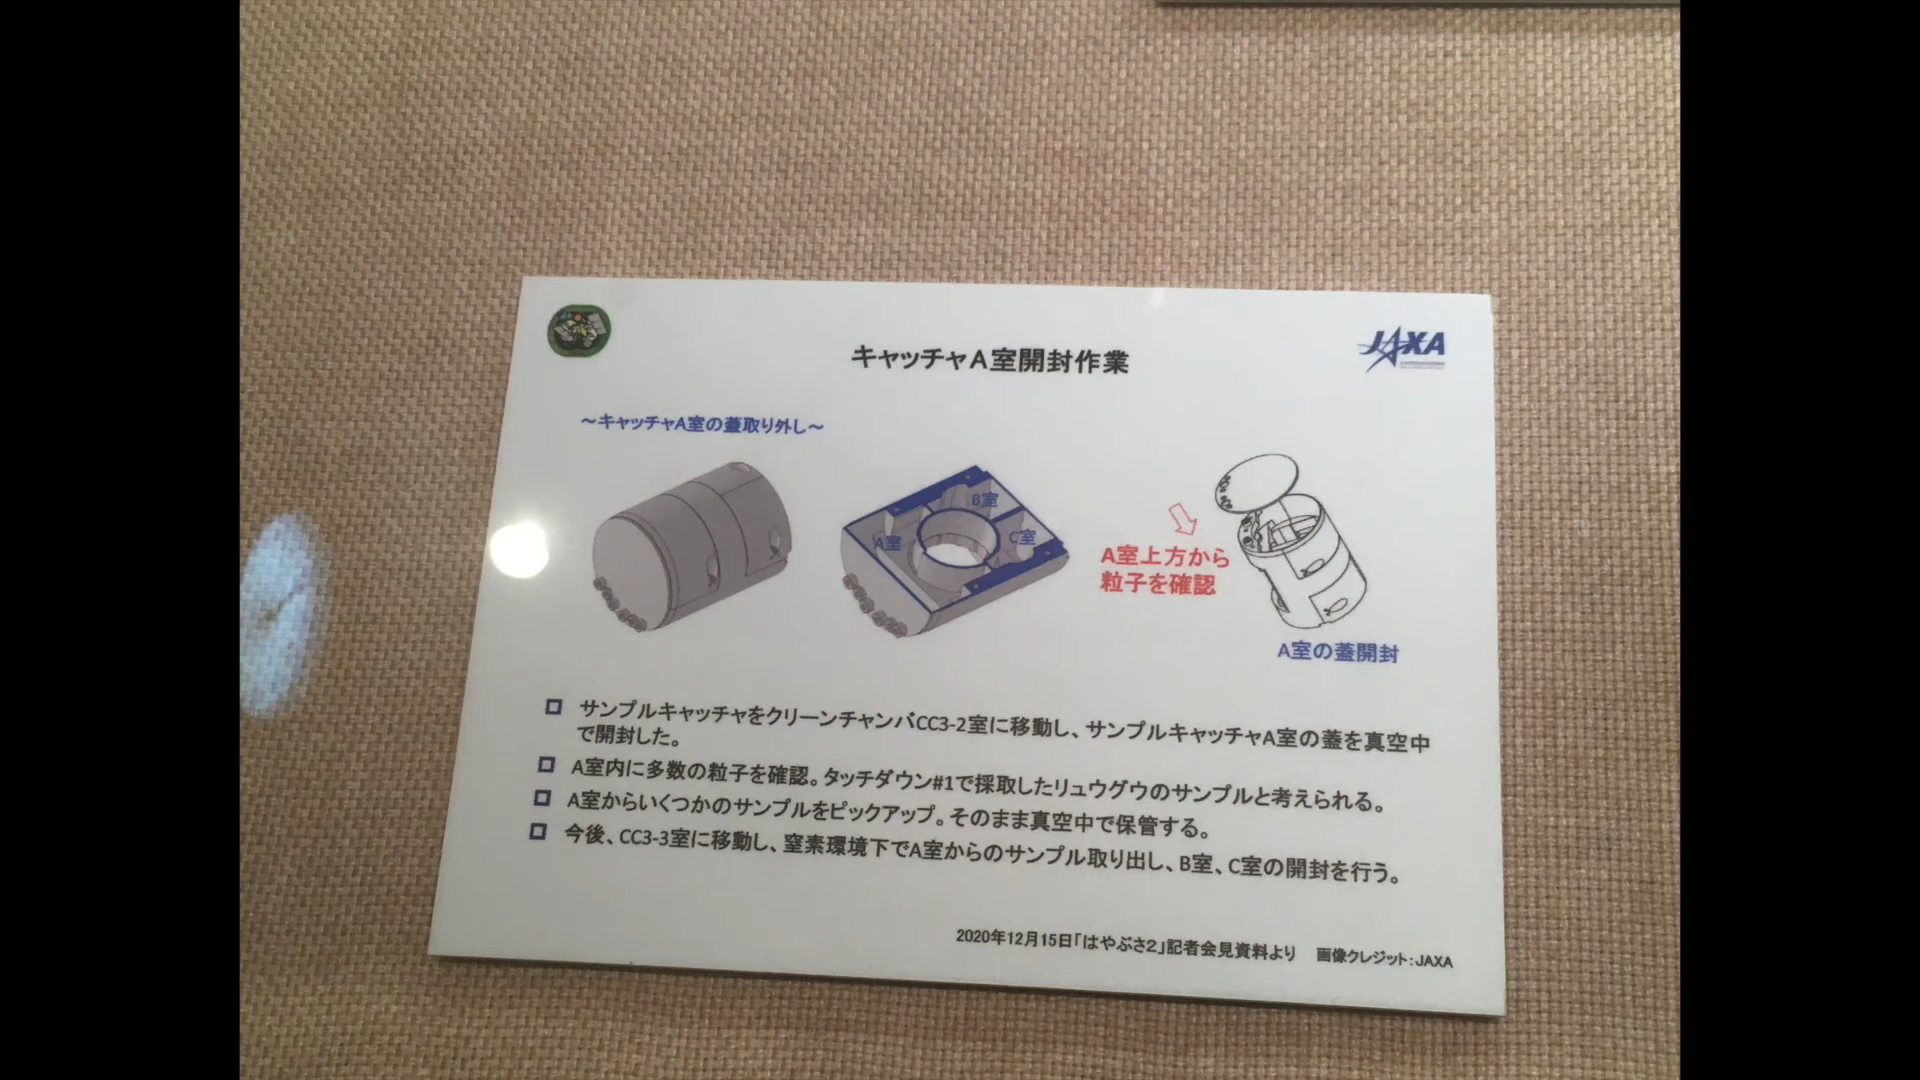 JAXA
キャッチャA室開封作業
～キャッチャA室の蓋取り外し～
A室
B室
C室
A室上方から
粒子を確認
A室の蓋開封
サンプルキャッチャをクリーンチャンバCC3-2室に移動し、サンプルキャッチャA室の蓋を真空中
で開封した。
A室内に多数の粒子を確認。タッチダウン#1で採取したリュウグウのサンプルと考えられる。
A室からいくつかのサンプルをピックアップ。そのまま真空中で保管する。
今後、CC3-3室に移動し、窒素環境下でA室からのサンプル取り出し、B室、C室の開封を行う。
2020年12月15日「はやぶさ2」記者会見資料より 画像クレジット：JAXA